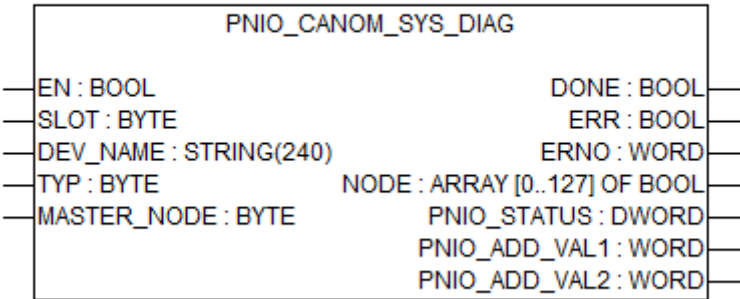 PNIO_CANOM_SYS_DIAG
EN : BOOL DONE : BOOL
SLOT : BYTE ERR : BOOL
DEV_NAME : STRING(240) ERNO : WORD
TYP : BYTE NODE : ARRAY [0..127] OF BOOL
MASTER_NODE : BYTE PNIO_STATUS : DWORD
PNIO_ADD_VAL1 : WORD
PNIO_ADD_VAL2 : WORD